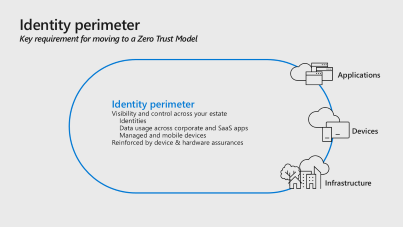 Identity perimeter
Key requirement for moving to a Zero Trust Model
Applications
Identity perimeter
Visibility and control across your estate
Identities
Data usage across corporate and SaaS apps
Managed and mobile devices
Reinforced by device & hardware assurances
Devices
Infrastructure